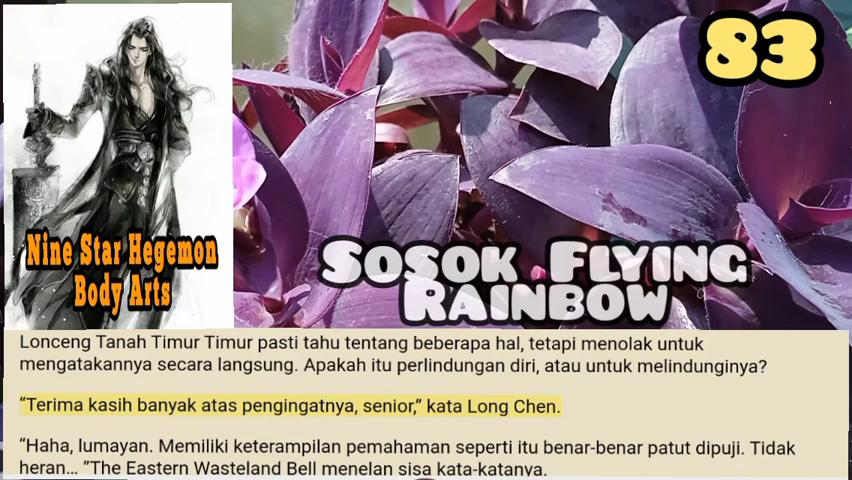 83
Nine Star Hegemon
Body Arts
Sosok Flying
Rainbow
Lonceng Tanah Timur Timur pasti tahu tentang beberapa hal, tetapi menolak untuk
mengatakannya secara langsung. Apakah itu perlindungan diri, atau untuk melindunginya?
“Terima kasih banyak atas pengingatnya, senior,” kata Long Chen.
“Haha, lumayan. Memiliki keterampilan pemahaman seperti itu benar-benar patut dipuji. Tidak
heran… ”The Eastern Wasteland Bell menelan sisa kata-katanya.